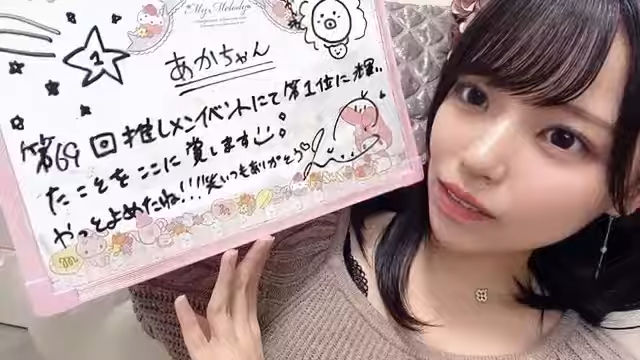 My Melody
1
あかちゃん
第69回推しメンイベントにて第1位に輝い
たことをここに賞します
やっとよめたね!!!笑いつもありがとう